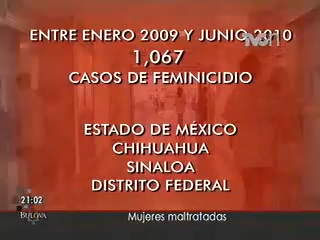 ENTRE ENERO 2009 Y JUNIO 2010
1,067
CASOS DE FEMINICIDIO
ESTADO DE MÉXICO
CHIHUAHUA
SINALOA
DISTRITO FEDERAL
21:02
BULOVA
Mujeres maltratadas